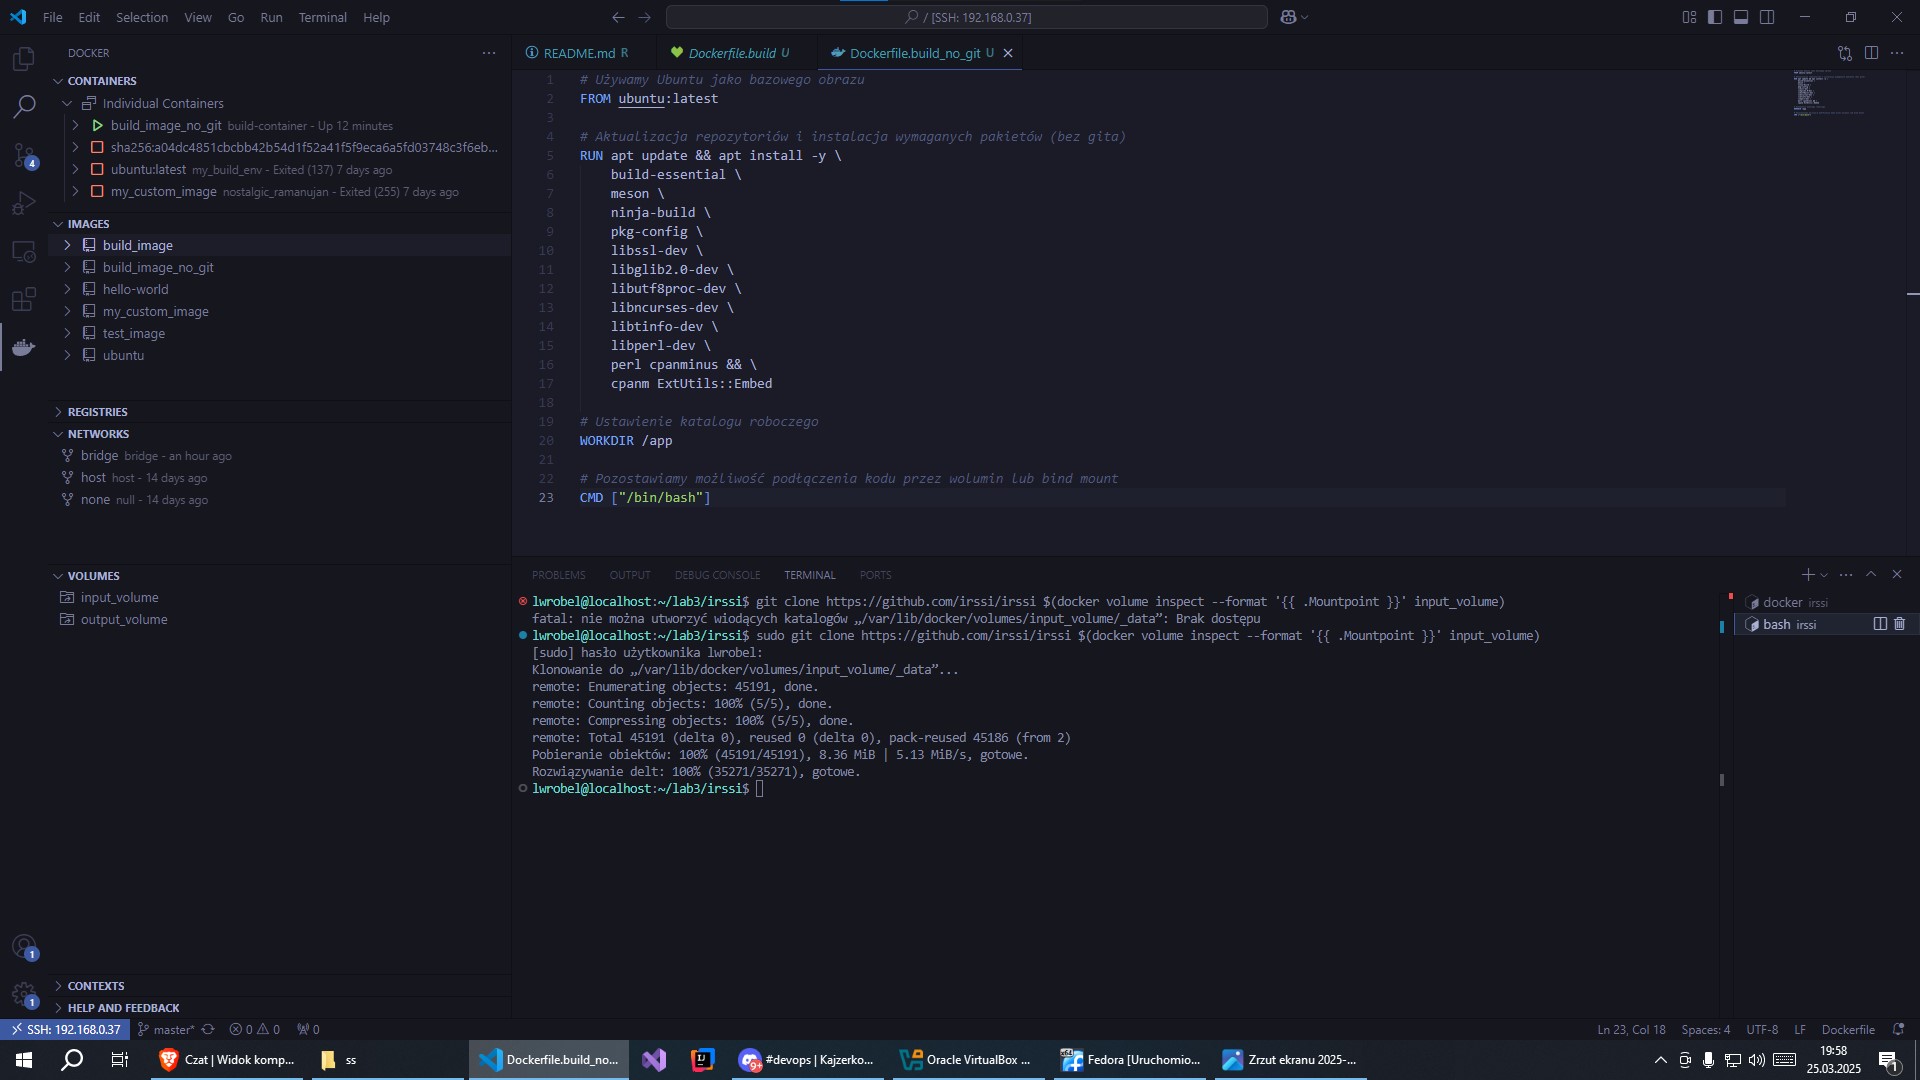 File Edit Selection View Go Run Terminal Help
/ [SSH: 192.168.0.37]
DOCKER
CONTAINERS
Individual Containers
build_image_no_git build-container - Up 12 minutes
sha256:a04dc4851cbcbb42b54d1f52a41f5f9eca6a5fd03748c3f6eb...
ubuntu:latest my_build_env - Exited (137) 7 days ago
my_custom_image nostalgic_ramanujan - Exited (255) 7 days ago
IMAGES
build_image
build_image_no_git
hello-world
my_custom_image
test_image
ubuntu
REGISTRIES
NETWORKS
bridge bridge - an hour ago
host host - 14 days ago
none null - 14 days ago
VOLUMES
input_volume
output_volume
CONTEXTS
HELP AND FEEDBACK
4
1
1
README.md R
Dockerfile.build U
Dockerfile.build_no_git U
1 # Używamy Ubuntu jako bazowego obrazu
2 FROM ubuntu:latest
3
4 # Aktualizacja repozytoriów i instalacja wymaganych pakietów (bez gita)
5 RUN apt update && apt install -y \
6 build-essential \
7 meson \
8 ninja-build \
9 pkg-config \
10 libssl-dev \
11 libglib2.0-dev \
12 libutf8proc-dev \
13 libncurses-dev \
14 libtinfo-dev \
15 libperl-dev \
16 perl cpanminus && \
17 cpanm ExtUtils::Embed
18
19 # Ustawienie katalogu roboczego
20 WORKDIR /app
21
22 # Pozostawiamy możliwość podłączenia kodu przez wolumin lub bind mount
23 CMD ["/bin/bash"]
PROBLEMS OUTPUT DEBUG CONSOLE TERMINAL PORTS
lwrobel@localhost:~/lab3/irssi$ git clone https://github.com/irssi/irssi $(docker volume inspect --format '{{ .Mountpoint }}' input_volume)
fatal: nie można utworzyć wiodących katalogów „/var/lib/docker/volumes/input_volume/_data”: Brak dostępu
lwrobel@localhost:~/lab3/irssi$ sudo git clone https://github.com/irssi/irssi $(docker volume inspect --format '{{ .Mountpoint }}' input_volume)
[sudo] hasło użytkownika lwrobel:
Klonowanie do „/var/lib/docker/volumes/input_volume/_data”...
remote: Enumerating objects: 45191, done.
remote: Counting objects: 100% (5/5), done.
remote: Compressing objects: 100% (5/5), done.
remote: Total 45191 (delta 0), reused 0 (delta 0), pack-reused 45186 (from 2)
Pobieranie obiektów: 100% (45191/45191), 8.36 MiB | 5.13 MiB/s, gotowe.
Rozwiązywanie delt: 100% (35271/35271), gotowe.
lwrobel@localhost:~/lab3/irssi$
docker irssi
bash irssi
SSH: 192.168.0.37 master* 0 0 0
Ln 23, Col 18 Spaces: 4 UTF-8 LF Dockerfile
Czat | Widok komp...
ss
Dockerfile.build_no...
#devops | Kajzerko...
Oracle VirtualBox ...
Fedora [Uruchomio...
Zrzut ekranu 2025-...
19:58
25.03.2025
1